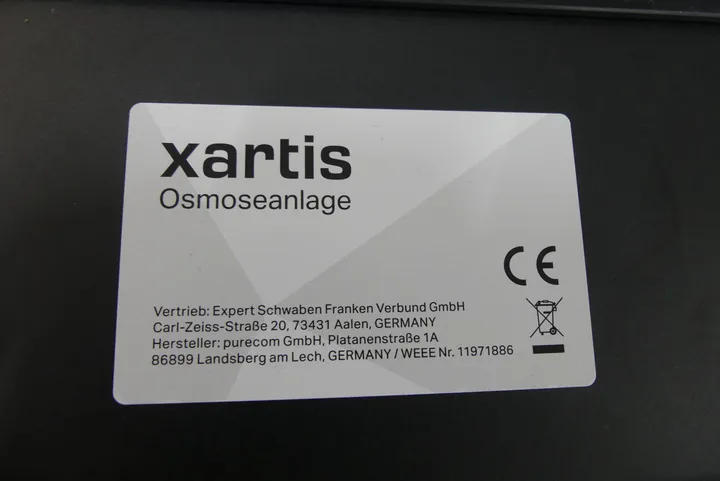 xartis
Osmoseanlage
CE
Vertrieb: Expert Schwaben Franken Verbund GmbH
Carl-Zeiss-Straße 20, 73431 Aalen, GERMANY
Hersteller: purecom GmbH, Platanenstraße 1A
86899 Landsberg am Lech, GERMANY / WEEE Nr. 11971886